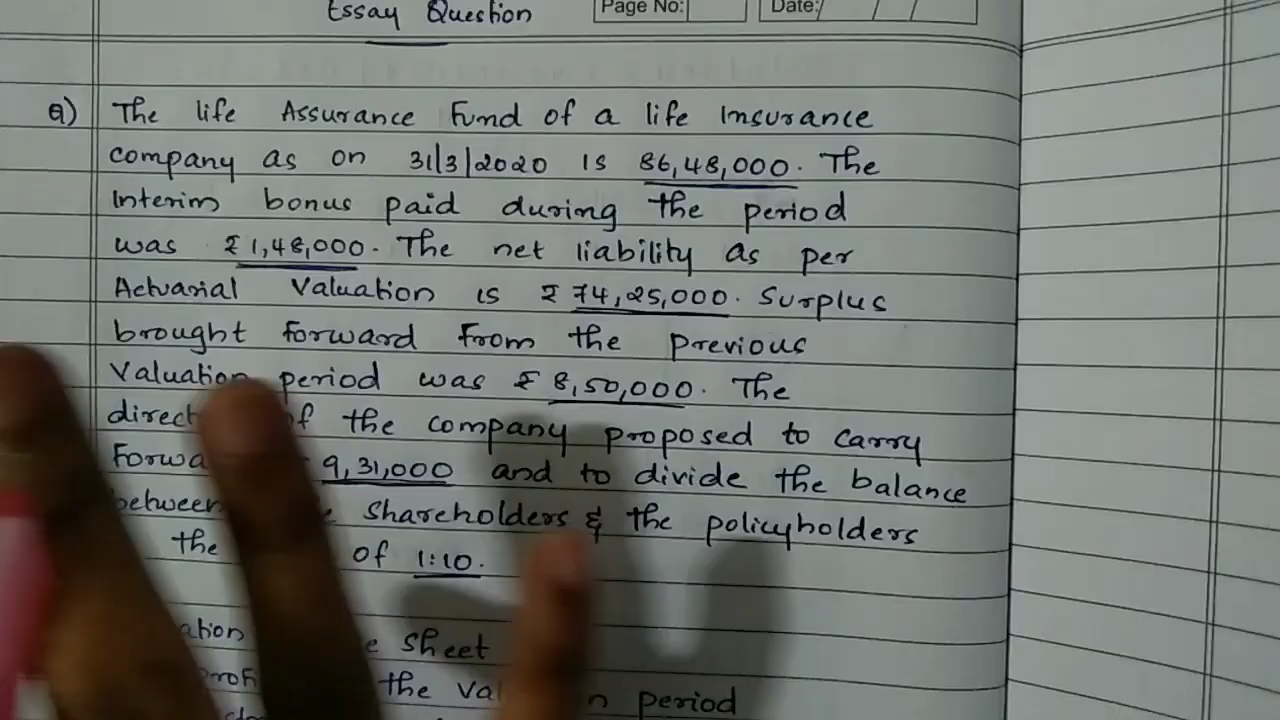 Essay Question
Page No:
Date:
Q) The life Assurance Fund of a life Insurance
company as on 31/3/2020 is 86,48,000. The
Interim bonus paid during the period
was ₹ 1,48,000. The net liability as per
Actuarial Valuation is ₹ 74,25,000. Surplus
brought forward from the previous
Valuation period was ₹ 8,50,000. The
of the company proposed to carry
9,31,000 and to divide the balance
between shareholders & the policyholders
the of 1:10.
sheet
the period